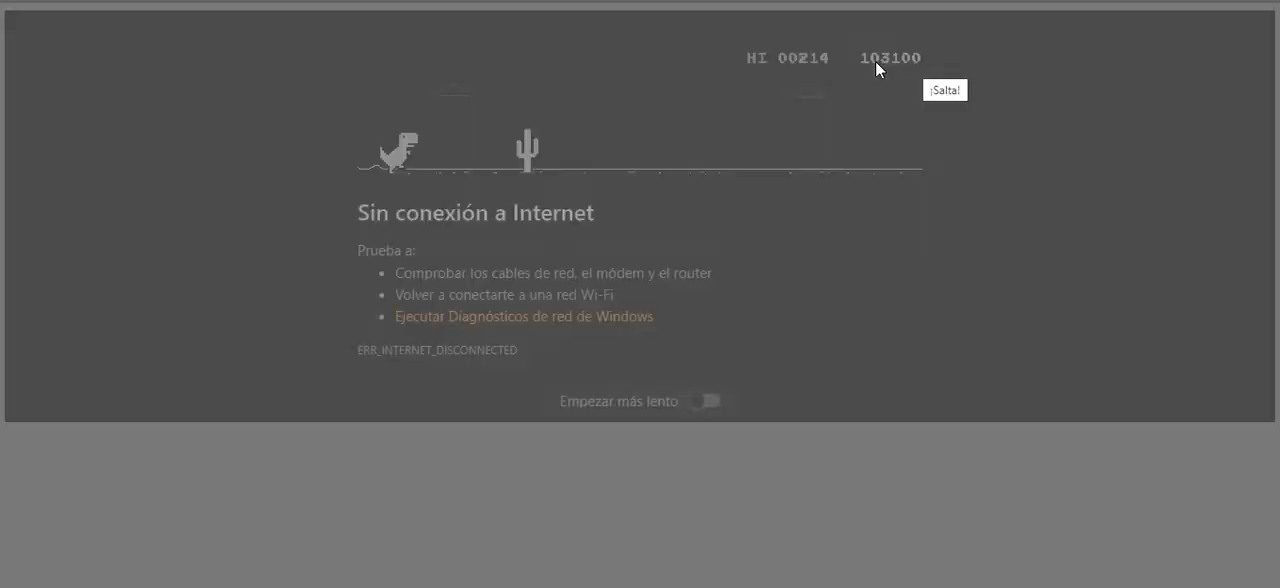 HI 00214 103100
¡Salta!
Sin conexión a Internet
Prueba a:
Comprobar los cables de red, el módem y el router
Volver a conectarte a una red Wi-Fi
Ejecutar Diagnósticos de red de Windows
ERR_INTERNET_DISCONNECTED
Empezar más lento